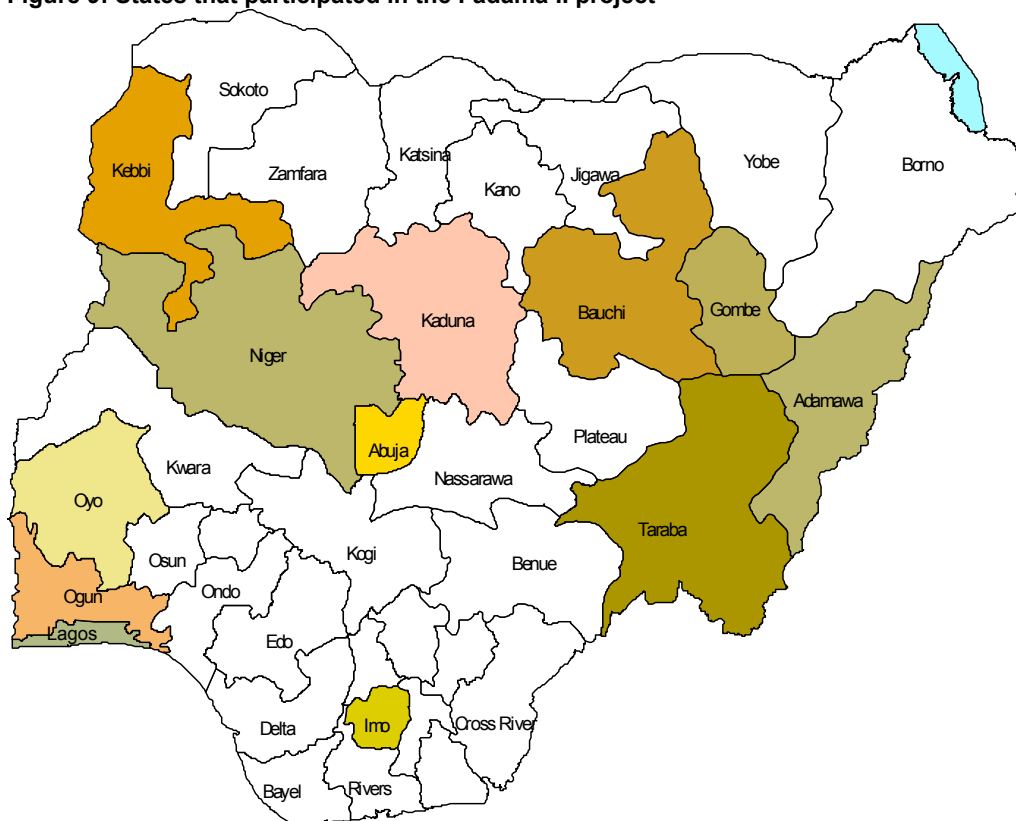 Sokoto
Kebbi
Zamfara
Katsina
Kano
Jigawa
Yobe
Borno
Kaduna
Bauchi
Gombe
Niger
Adamawa
Abuja
Plateau
Kwara
Nassarawa
Oyo
Taraba
Osun
Kogi
Benue
Ogun
Ondo
Lagos
Edo
Delta
Imo
Cross River
Bayel
Rivers